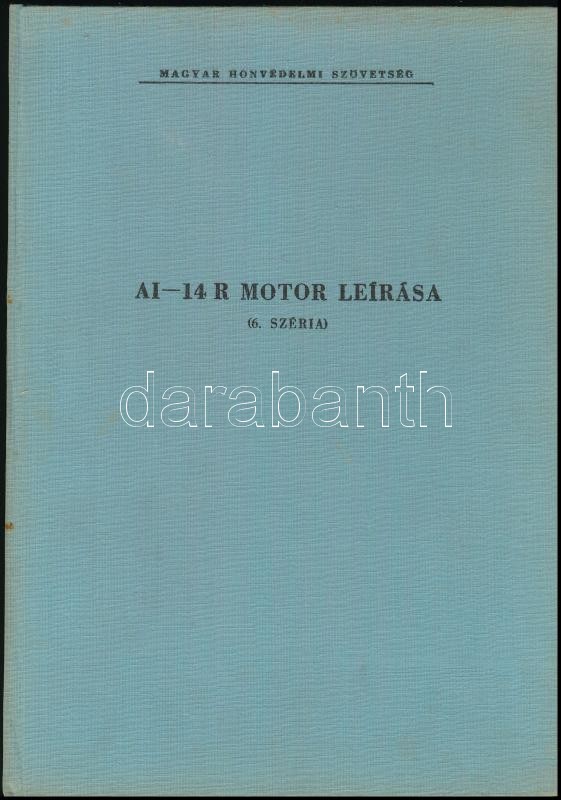 MAGYAR HONVÉDELMI SZÖVETSÉG
AI—14 R MOTOR LEÍRÁSA
(6. SZÉRIA)
darabanth